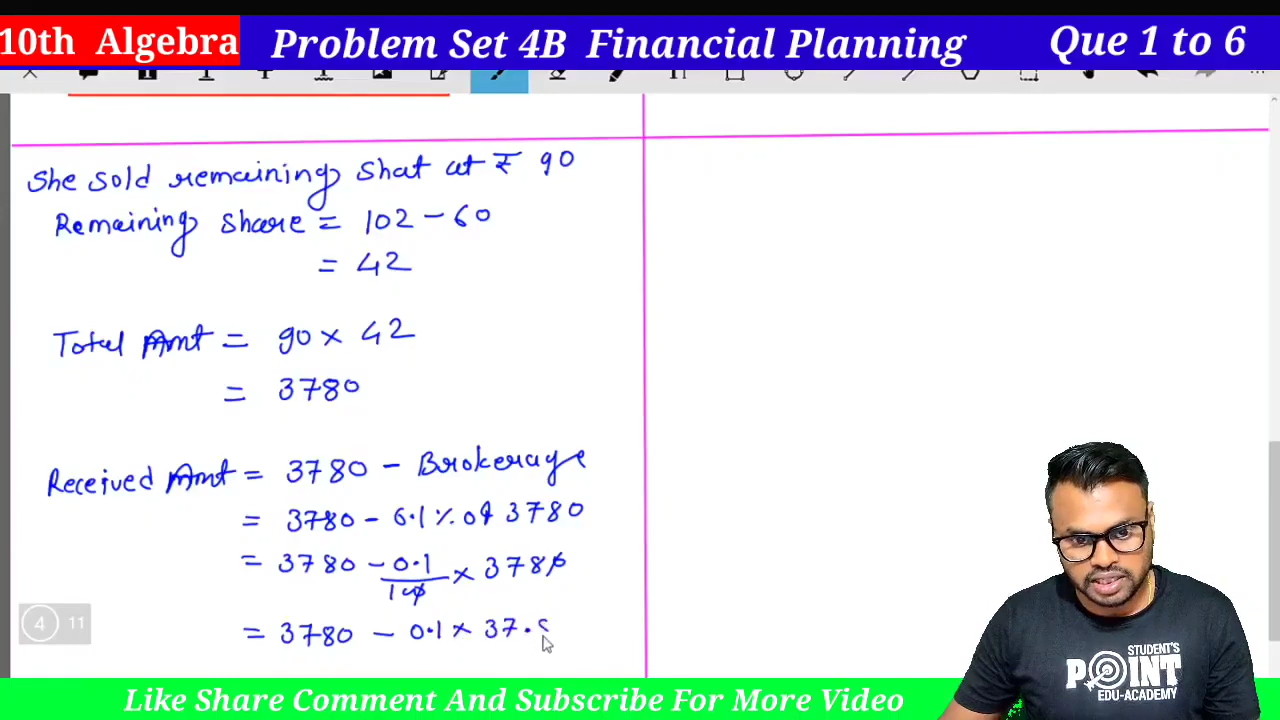 10th Algebra Problem Set 4B Financial Planning Que 1 to 6
She sold remaining Shat at ₹ 90
Remaining Share = 102 - 60
= 42
Total Amt = 90 × 42
= 3780
Received Amt = 3780 - Brokerage
= 3780 - 0.1 % of 3780
= 3780 - 0.1/100 × 3780
= 3780 - 0.1 × 37.
4 11
STUDENT'S
POINT
EDU-ACADEMY
Like Share Comment And Subscribe For More Video